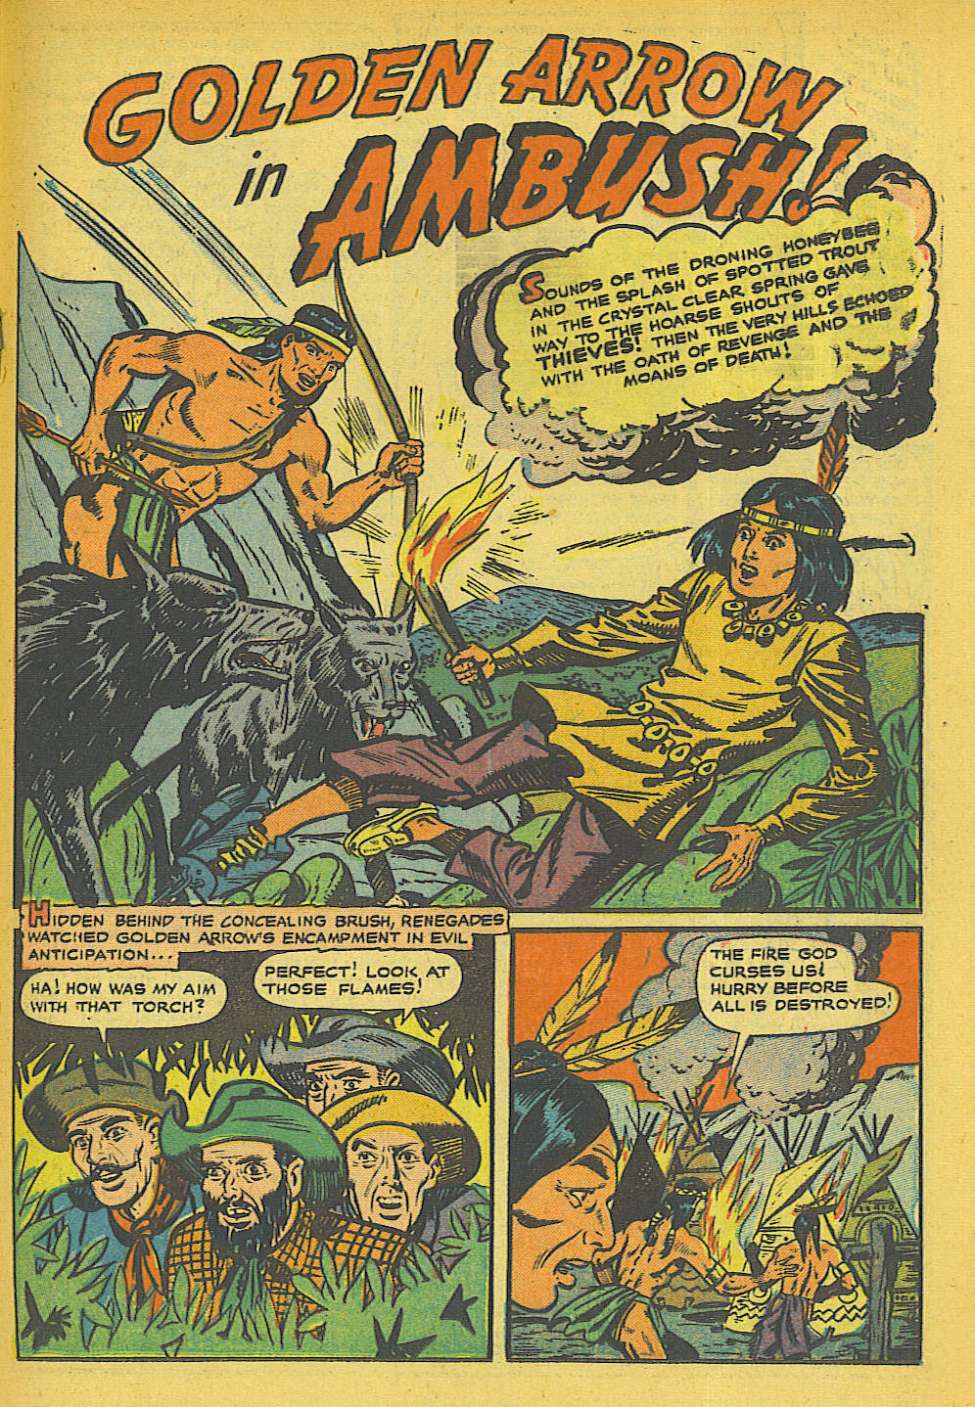 GOLDEN ARROW
in AMBUSH!
SOUNDS OF THE DRONING HONEYBEE
AND THE SPLASH OF SPOTTED TROUT
IN THE CRYSTAL CLEAR SPRING GAVE
WAY TO THE HOARSE SHOUTS OF
THIEVES! THEN THE VERY HILLS ECHOED
WITH THE OATH OF REVENGE AND THE
MOANS OF DEATH!
HIDDEN BEHIND THE CONCEALING BRUSH, RENEGADES
WATCHED GOLDEN ARROW'S ENCAMPMENT IN EVIL
ANTICIPATION...
HA! HOW WAS MY AIM
WITH THAT TORCH?
PERFECT! LOOK AT
THOSE FLAMES!
THE FIRE GOD
CURSES US!
HURRY BEFORE
ALL IS DESTROYED!